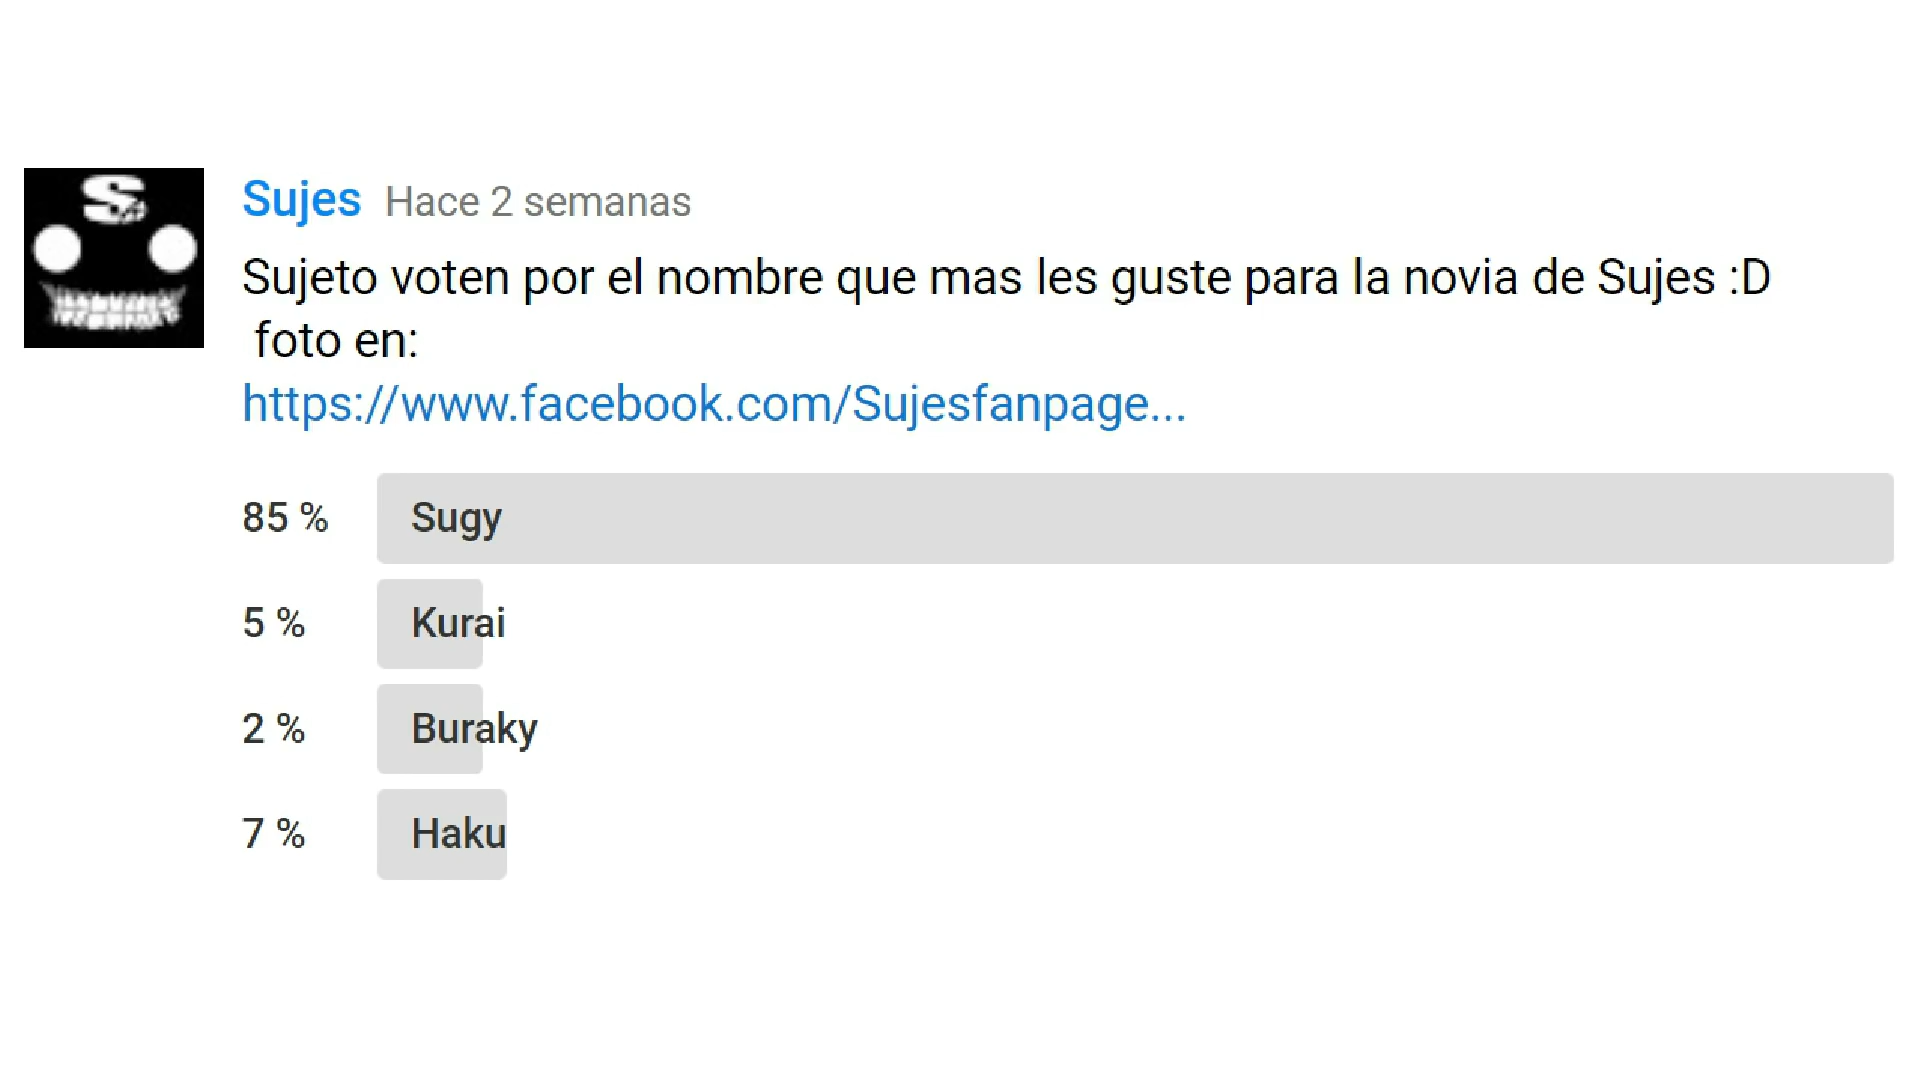 S
Sujes Hace 2 semanas
Sujeto voten por el nombre que mas les guste para la novia de Sujes :D
foto en:
https://www.facebook.com/Sujesfanpage...
85 % Sugy
5 % Kurai
2 % Buraky
7 % Haku